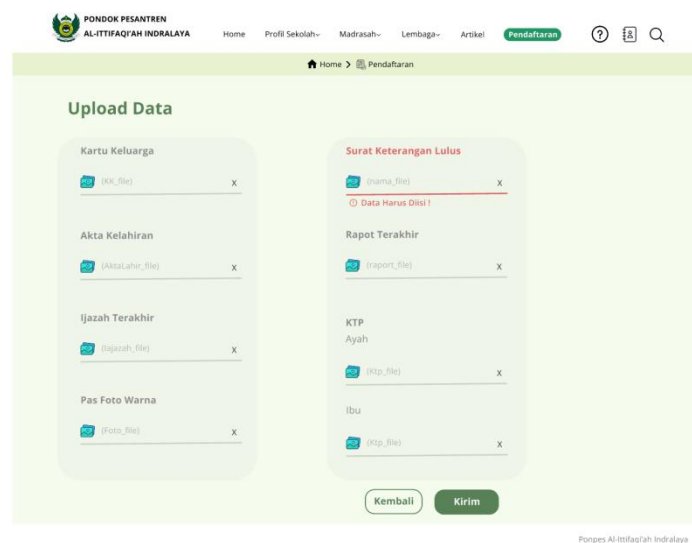 PONDOK PESANTREN
AL-ITTIFAQI'AH INDRALAYA
Home Profil Sekolah Madrasah Lembaga Artikel Pendaftaran
Home > Pendaftaran
Upload Data
Kartu Keluarga
(KK_file) x
Akta Kelahiran
(AktaLahir_file) x
Ijazah Terakhir
(Iajazah_file) x
Pas Foto Warna
(Foto_file) x
Surat Keterangan Lulus
(nama_file) x
Data Harus Diisi !
Rapot Terakhir
(raport_file) x
KTP
Ayah
(Ktp_file) x
Ibu
(Ktp_file) x
Kembali Kirim
Ponpes Al-Ittifaqi'ah Indralaya